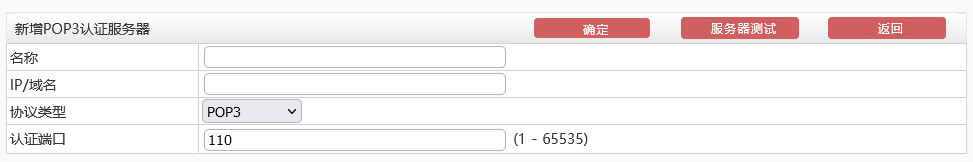 新增POP3认证服务器 确定 服务器测试 返回
名称
IP/域名
协议类型 POP3
认证端口 110 (1 - 65535)